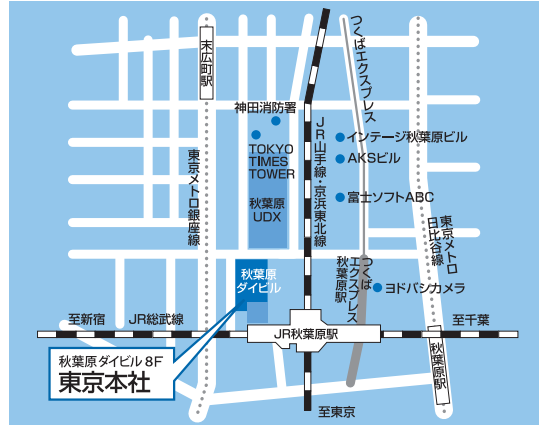 末広町駅
つくばエクスプレス
神田消防署
TOKYO
TIMES
TOWER
秋葉原
UDX
東京メトロ銀座線
JR山手線・京浜東北線
インテージ秋葉原ビル
AKSビル
富士ソフトABC
東京メトロ
日比谷線
秋葉原
ダイビル
つくば
エクスプレス
秋葉原駅
ヨドバシカメラ
至新宿
JR総武線
JR秋葉原駅
至千葉
秋葉原駅
秋葉原ダイビル8F
東京本社
至東京